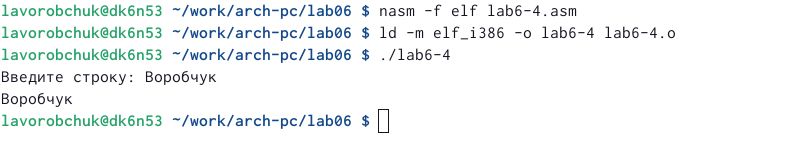 lavorobchuk@dk6n53 ~/work/arch-pc/lab06 $ nasm -f elf lab6-4.asm
lavorobchuk@dk6n53 ~/work/arch-pc/lab06 $ ld -m elf_i386 -o lab6-4 lab6-4.o
lavorobchuk@dk6n53 ~/work/arch-pc/lab06 $ ./lab6-4
Введите строку: Воробчук
Воробчук
lavorobchuk@dk6n53 ~/work/arch-pc/lab06 $